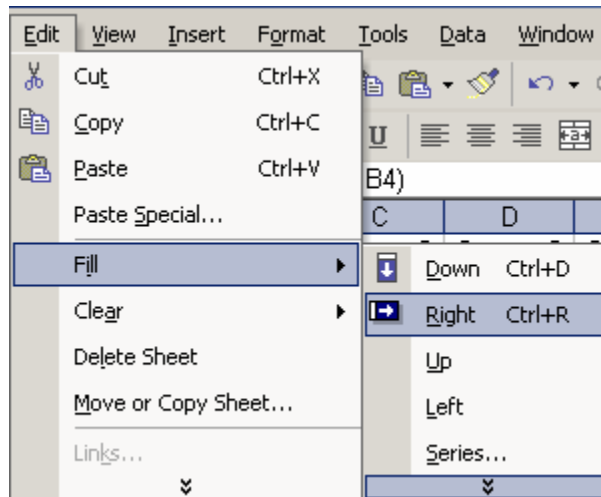 Edit View Insert Format Tools Data Window
Cut Ctrl+X
Copy Ctrl+C
U
Paste Ctrl+V
B4)
Paste Special...
C D
Fill
Down Ctrl+D
Clear
Right Ctrl+R
Delete Sheet
Up
Move or Copy Sheet...
Left
Links...
Series...